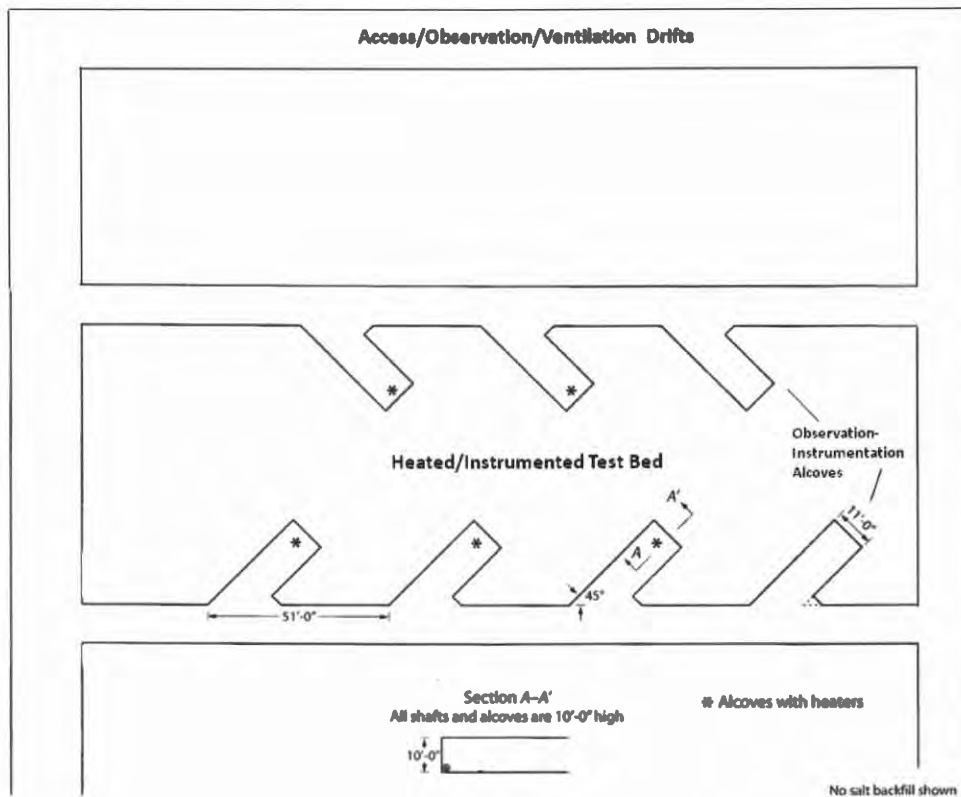 Access/Observation/Ventilation Drifts
*
*
Observation-
Instrumentation
Alcoves
Heated/Instrumented Test Bed
A'
11'-0"
*
*
*
A
45°
51'-0"
Section A–A'
All shafts and alcoves are 10'-0" high
* Alcoves with heaters
10'-0"
No salt backfill shown